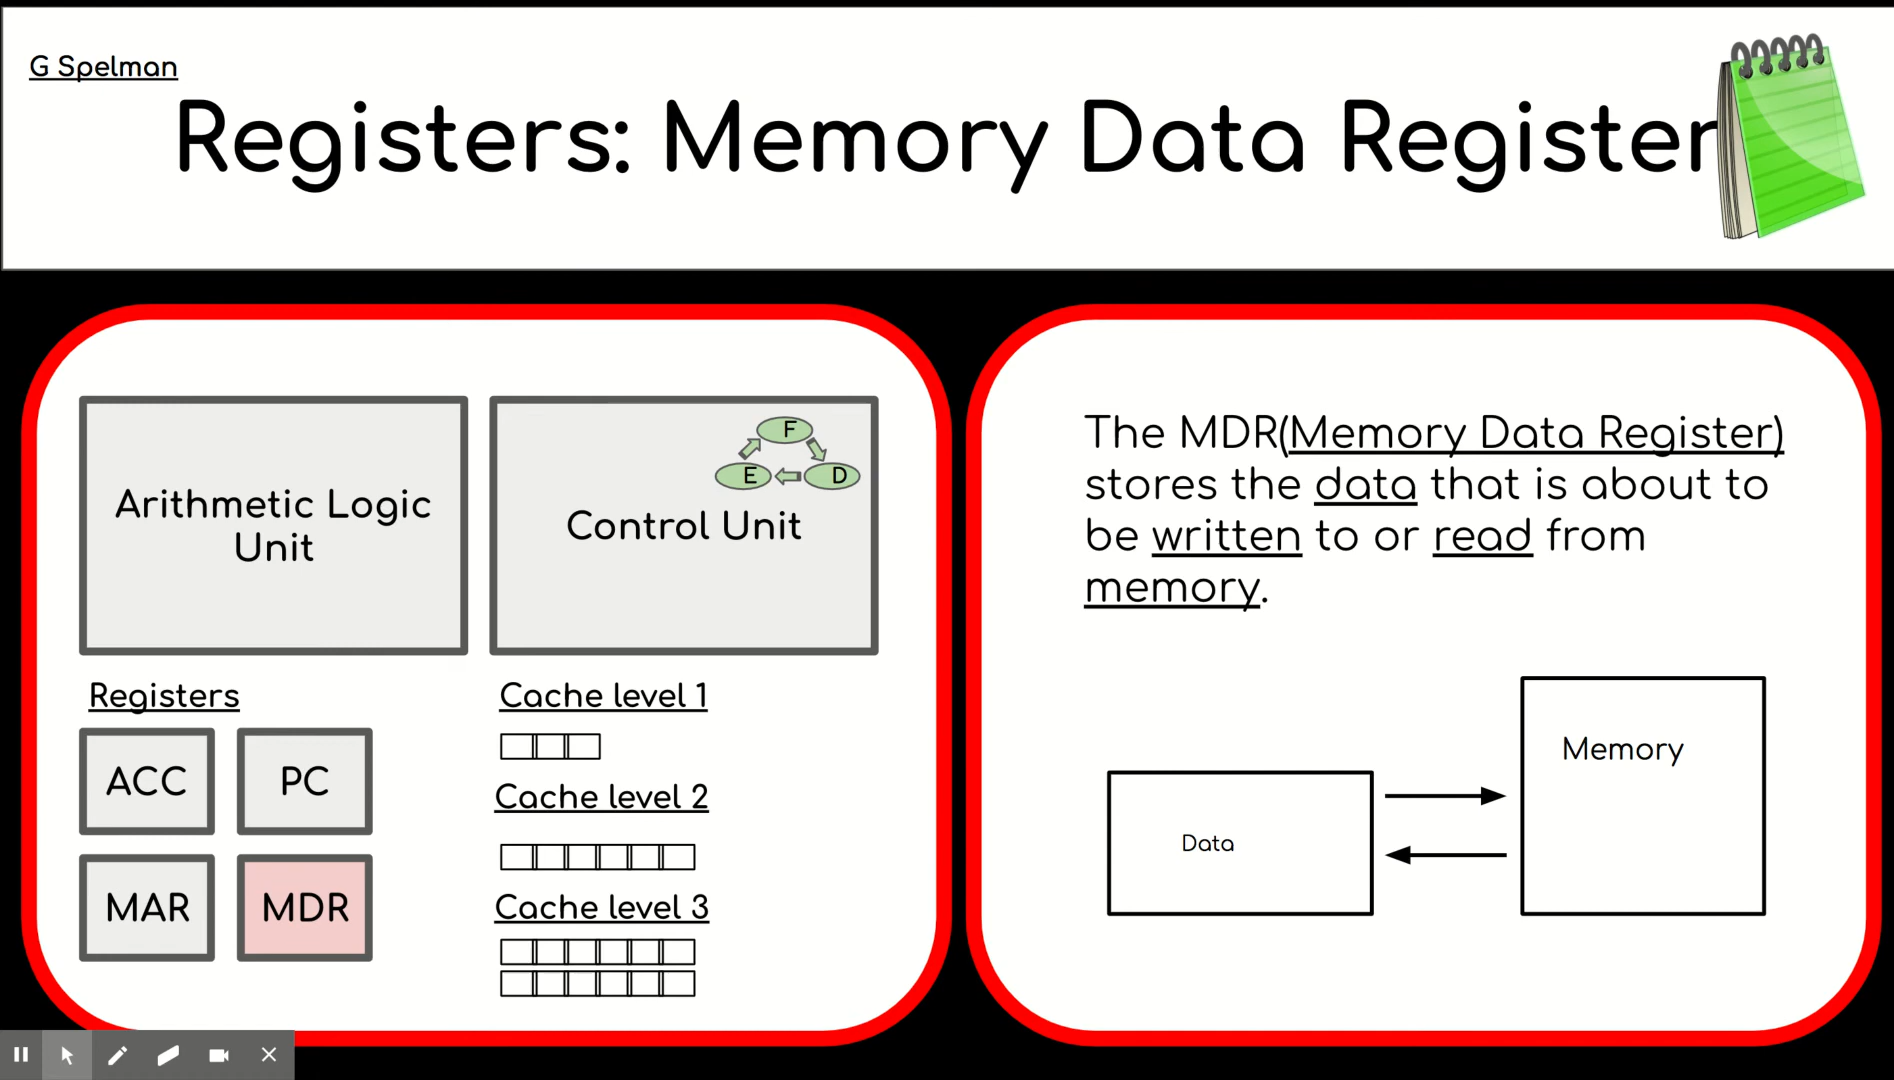 G Spelman
Registers: Memory Data Register
Arithmetic Logic
Unit
F
E
D
Control Unit
Registers
ACC
PC
MAR
MDR
Cache level 1
Cache level 2
Cache level 3
The MDR(Memory Data Register)
stores the data that is about to
be written to or read from
memory.
Data
Memory